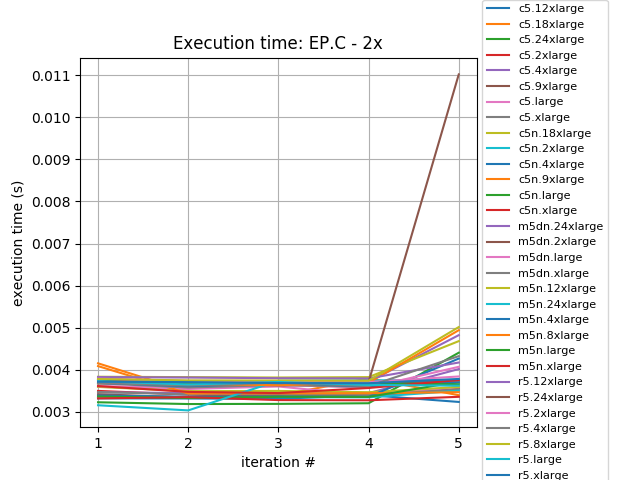 Execution time: EP.C - 2x
execution time (s)
0.011
0.010
0.009
0.008
0.007
0.006
0.005
0.004
0.003
1 2 3 4 5
iteration #
c5.12xlarge
c5.18xlarge
c5.24xlarge
c5.2xlarge
c5.4xlarge
c5.9xlarge
c5.large
c5.xlarge
c5n.18xlarge
c5n.2xlarge
c5n.4xlarge
c5n.9xlarge
c5n.large
c5n.xlarge
m5dn.24xlarge
m5dn.2xlarge
m5dn.large
m5dn.xlarge
m5n.12xlarge
m5n.24xlarge
m5n.4xlarge
m5n.8xlarge
m5n.large
m5n.xlarge
r5.12xlarge
r5.24xlarge
r5.2xlarge
r5.4xlarge
r5.8xlarge
r5.large
r5.xlarge